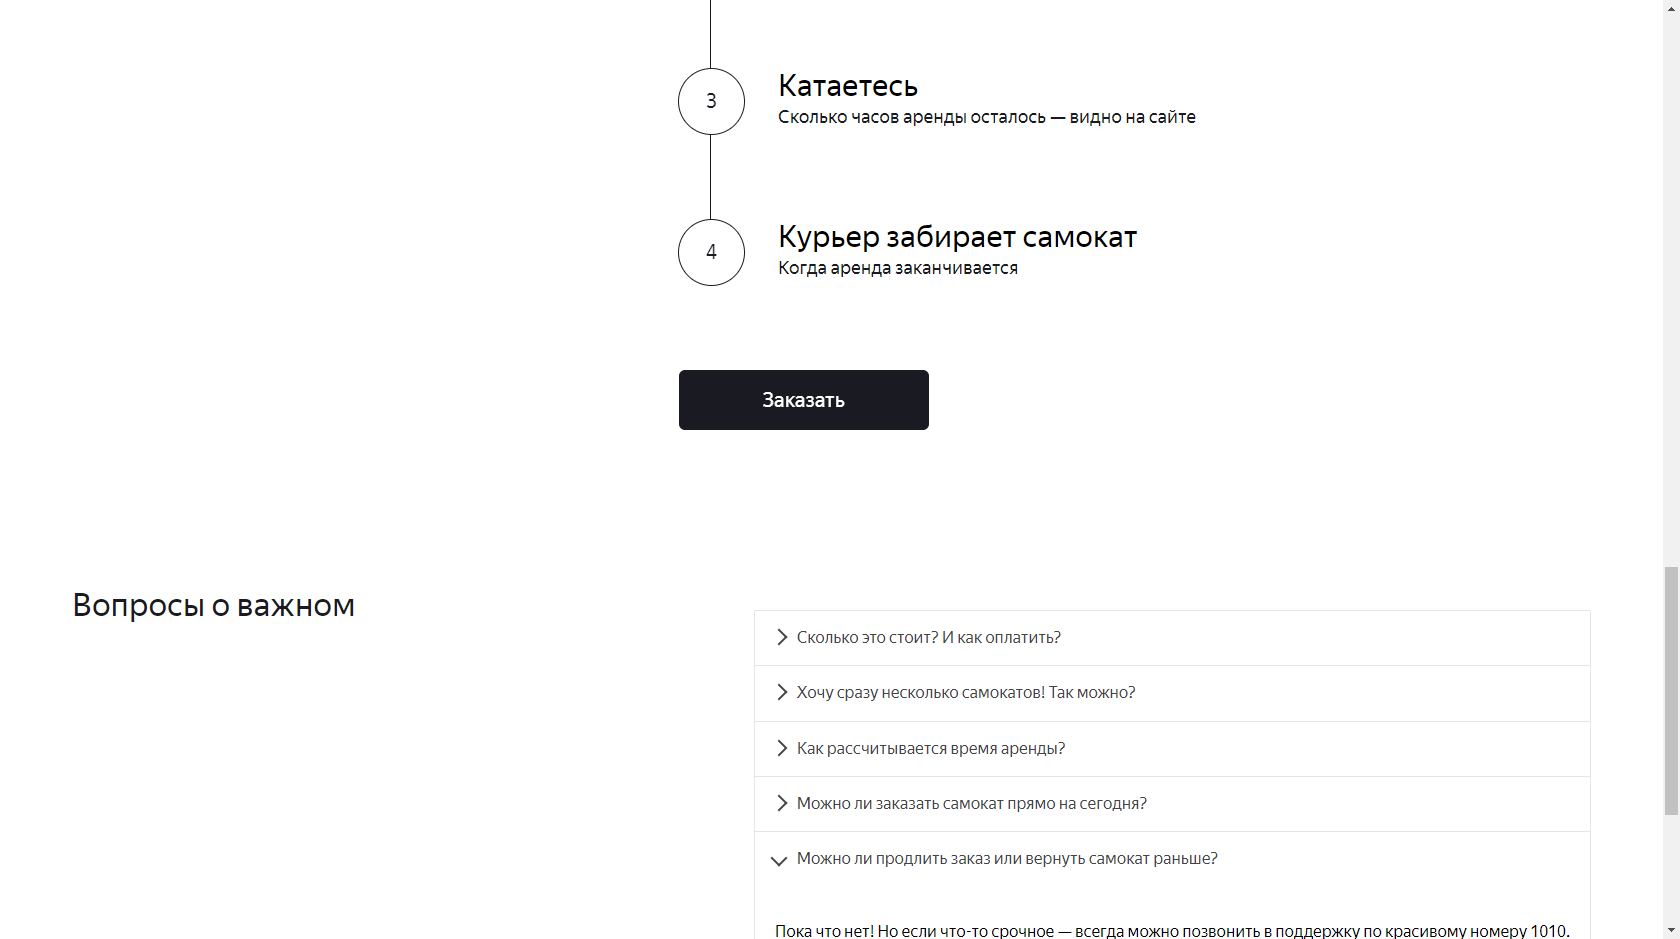 3
Катаетесь
Сколько часов аренды осталось — видно на сайте
4
Курьер забирает самокат
Когда аренда заканчивается
Заказать
Вопросы о важном
Сколько это стоит? И как оплатить?
Хочу сразу несколько самокатов! Так можно?
Как рассчитывается время аренды?
Можно ли заказать самокат прямо на сегодня?
Можно ли продлить заказ или вернуть самокат раньше?
Пока что нет! Но если что-то срочное — всегда можно позвонить в поддержку по красивому номеру 1010.